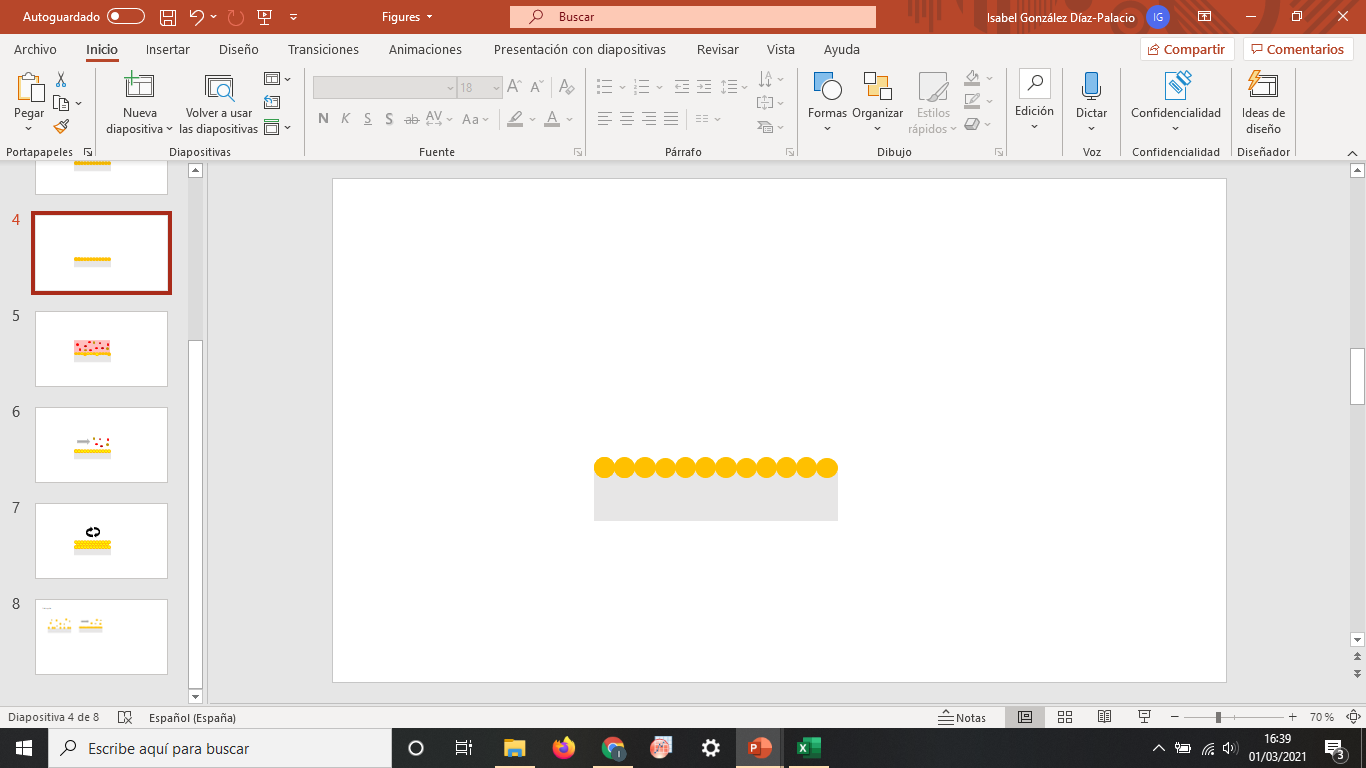 Autoguardado
Figures
Buscar
Isabel González Díaz-Palacio
IG
Archivo
Inicio
Insertar
Diseño
Transiciones
Animaciones
Presentación con diapositivas
Revisar
Vista
Ayuda
Compartir
Comentarios
Pegar
Nueva
diapositiva
Volver a usar
las diapositivas
18
N K S S ab AV Aa A
Formas
Organizar
Estilos
rápidos
Edición
Dictar
Confidencialidad
Ideas de
diseño
Portapapeles
Diapositivas
Fuente
Párrafo
Dibujo
Voz
Confidencialidad
Diseñador
4
5
6
7
8
Diapositiva 4 de 8
Español (España)
Notas
70 %
Escribe aquí para buscar
16:39
01/03/2021
3